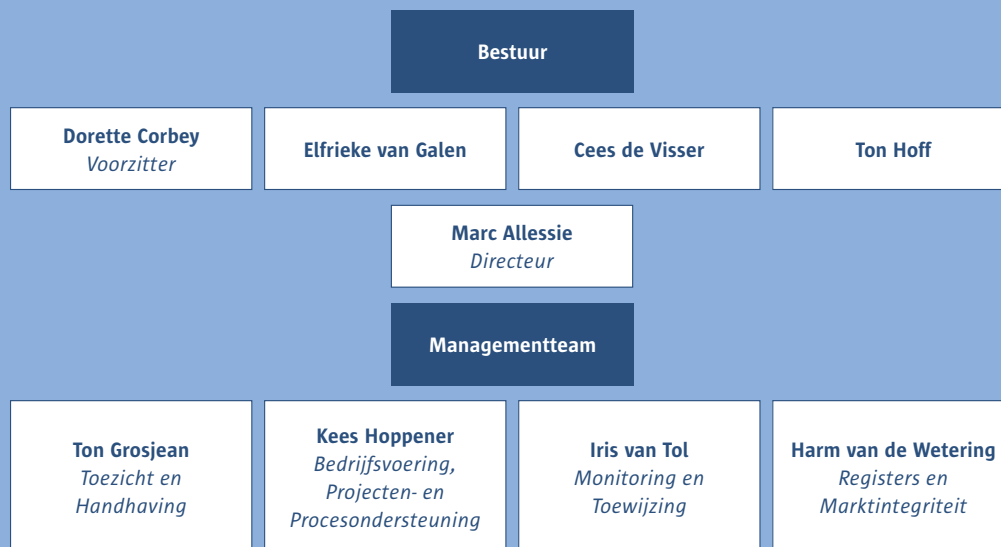 Bestuur
Dorette Corbey
Voorzitter
Elfrieke van Galen
Cees de Visser
Ton Hoff
Marc Allessie
Directeur
Managementteam
Ton Grosjean
Toezicht en
Handhaving
Kees Hoppener
Bedrijfsvoering,
Projecten- en
Procesondersteuning
Iris van Tol
Monitoring en
Toewijzing
Harm van de Wetering
Registers en
Marktintegriteit